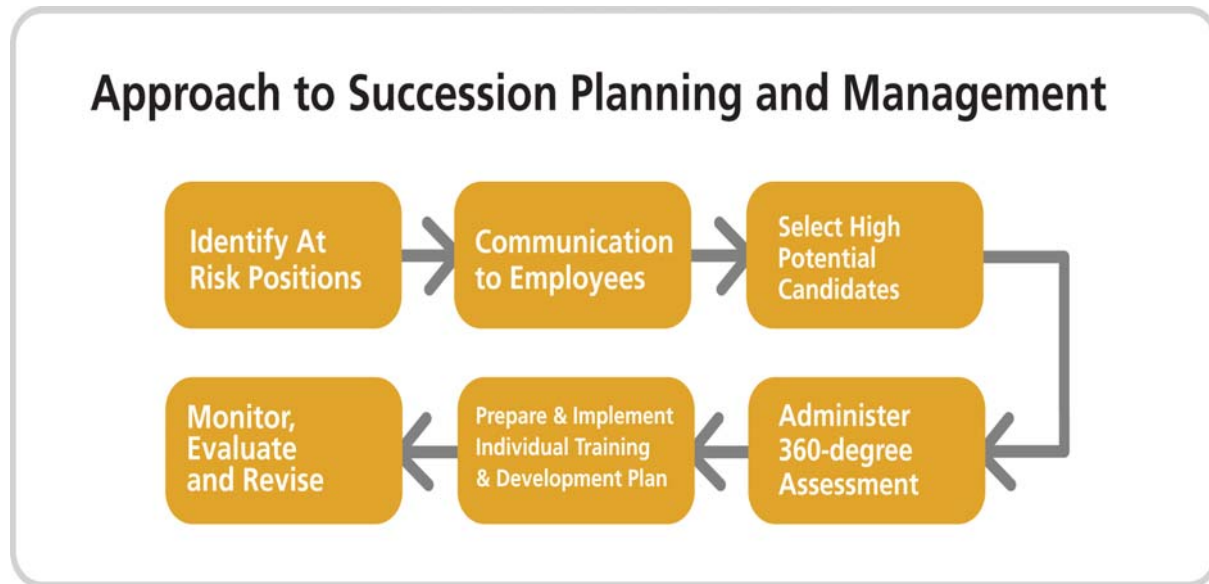 Approach to Succession Planning and Management
Identify At
Risk Positions
Communication
to Employees
Select High
Potential
Candidates
Administer
360-degree
Assessment
Prepare & Implement
Individual Training
& Development Plan
Monitor,
Evaluate
and Revise